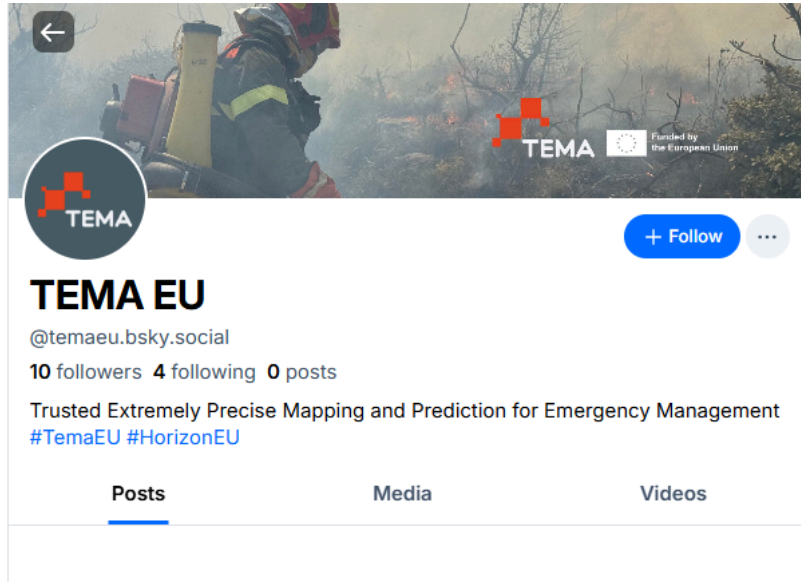 TEMA
Funded by
the European Union
TEMA
+ Follow
TEMA EU
@temaeu.bsky.social
10 followers 4 following 0 posts
Trusted Extremely Precise Mapping and Prediction for Emergency Management
#TemaEU #HorizonEU
Posts Media Videos